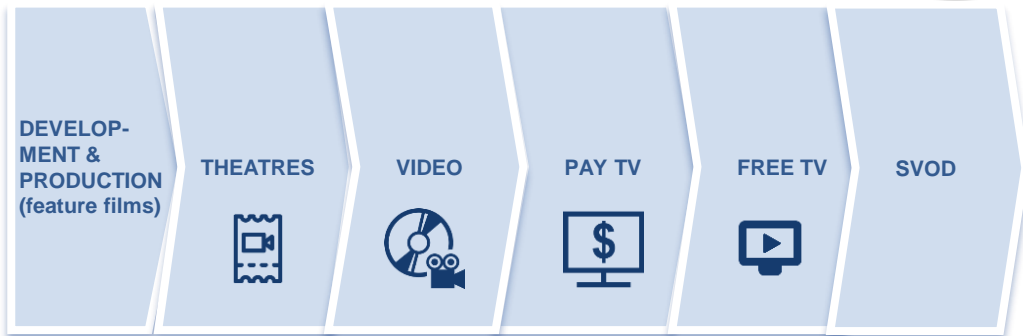 DEVELOP-
MENT &
PRODUCTION
(feature films)
THEATRES
VIDEO
PAY TV
FREE TV
SVOD
$